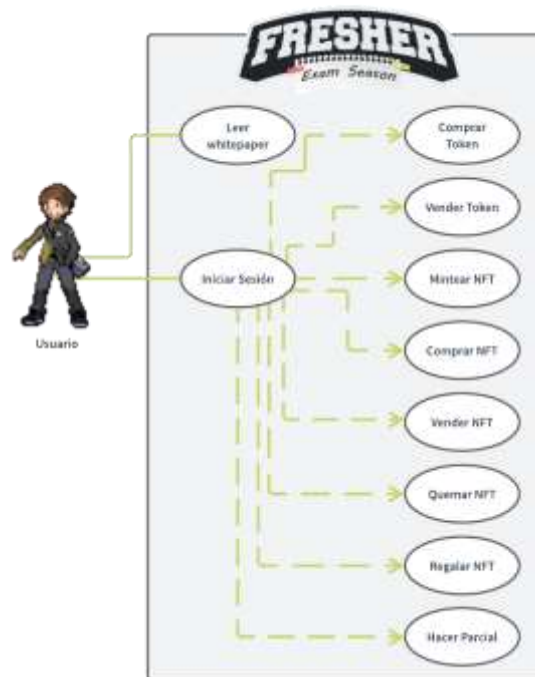 FRESHER
Exam Season
Leer
whitepaper
Comprar
Token
Vender Token
Iniciar Sesión
Mintear NFT
Usuario
Comprar NFT
Vender NFT
Quemar NFT
Regalar NFT
Hacer Parcial